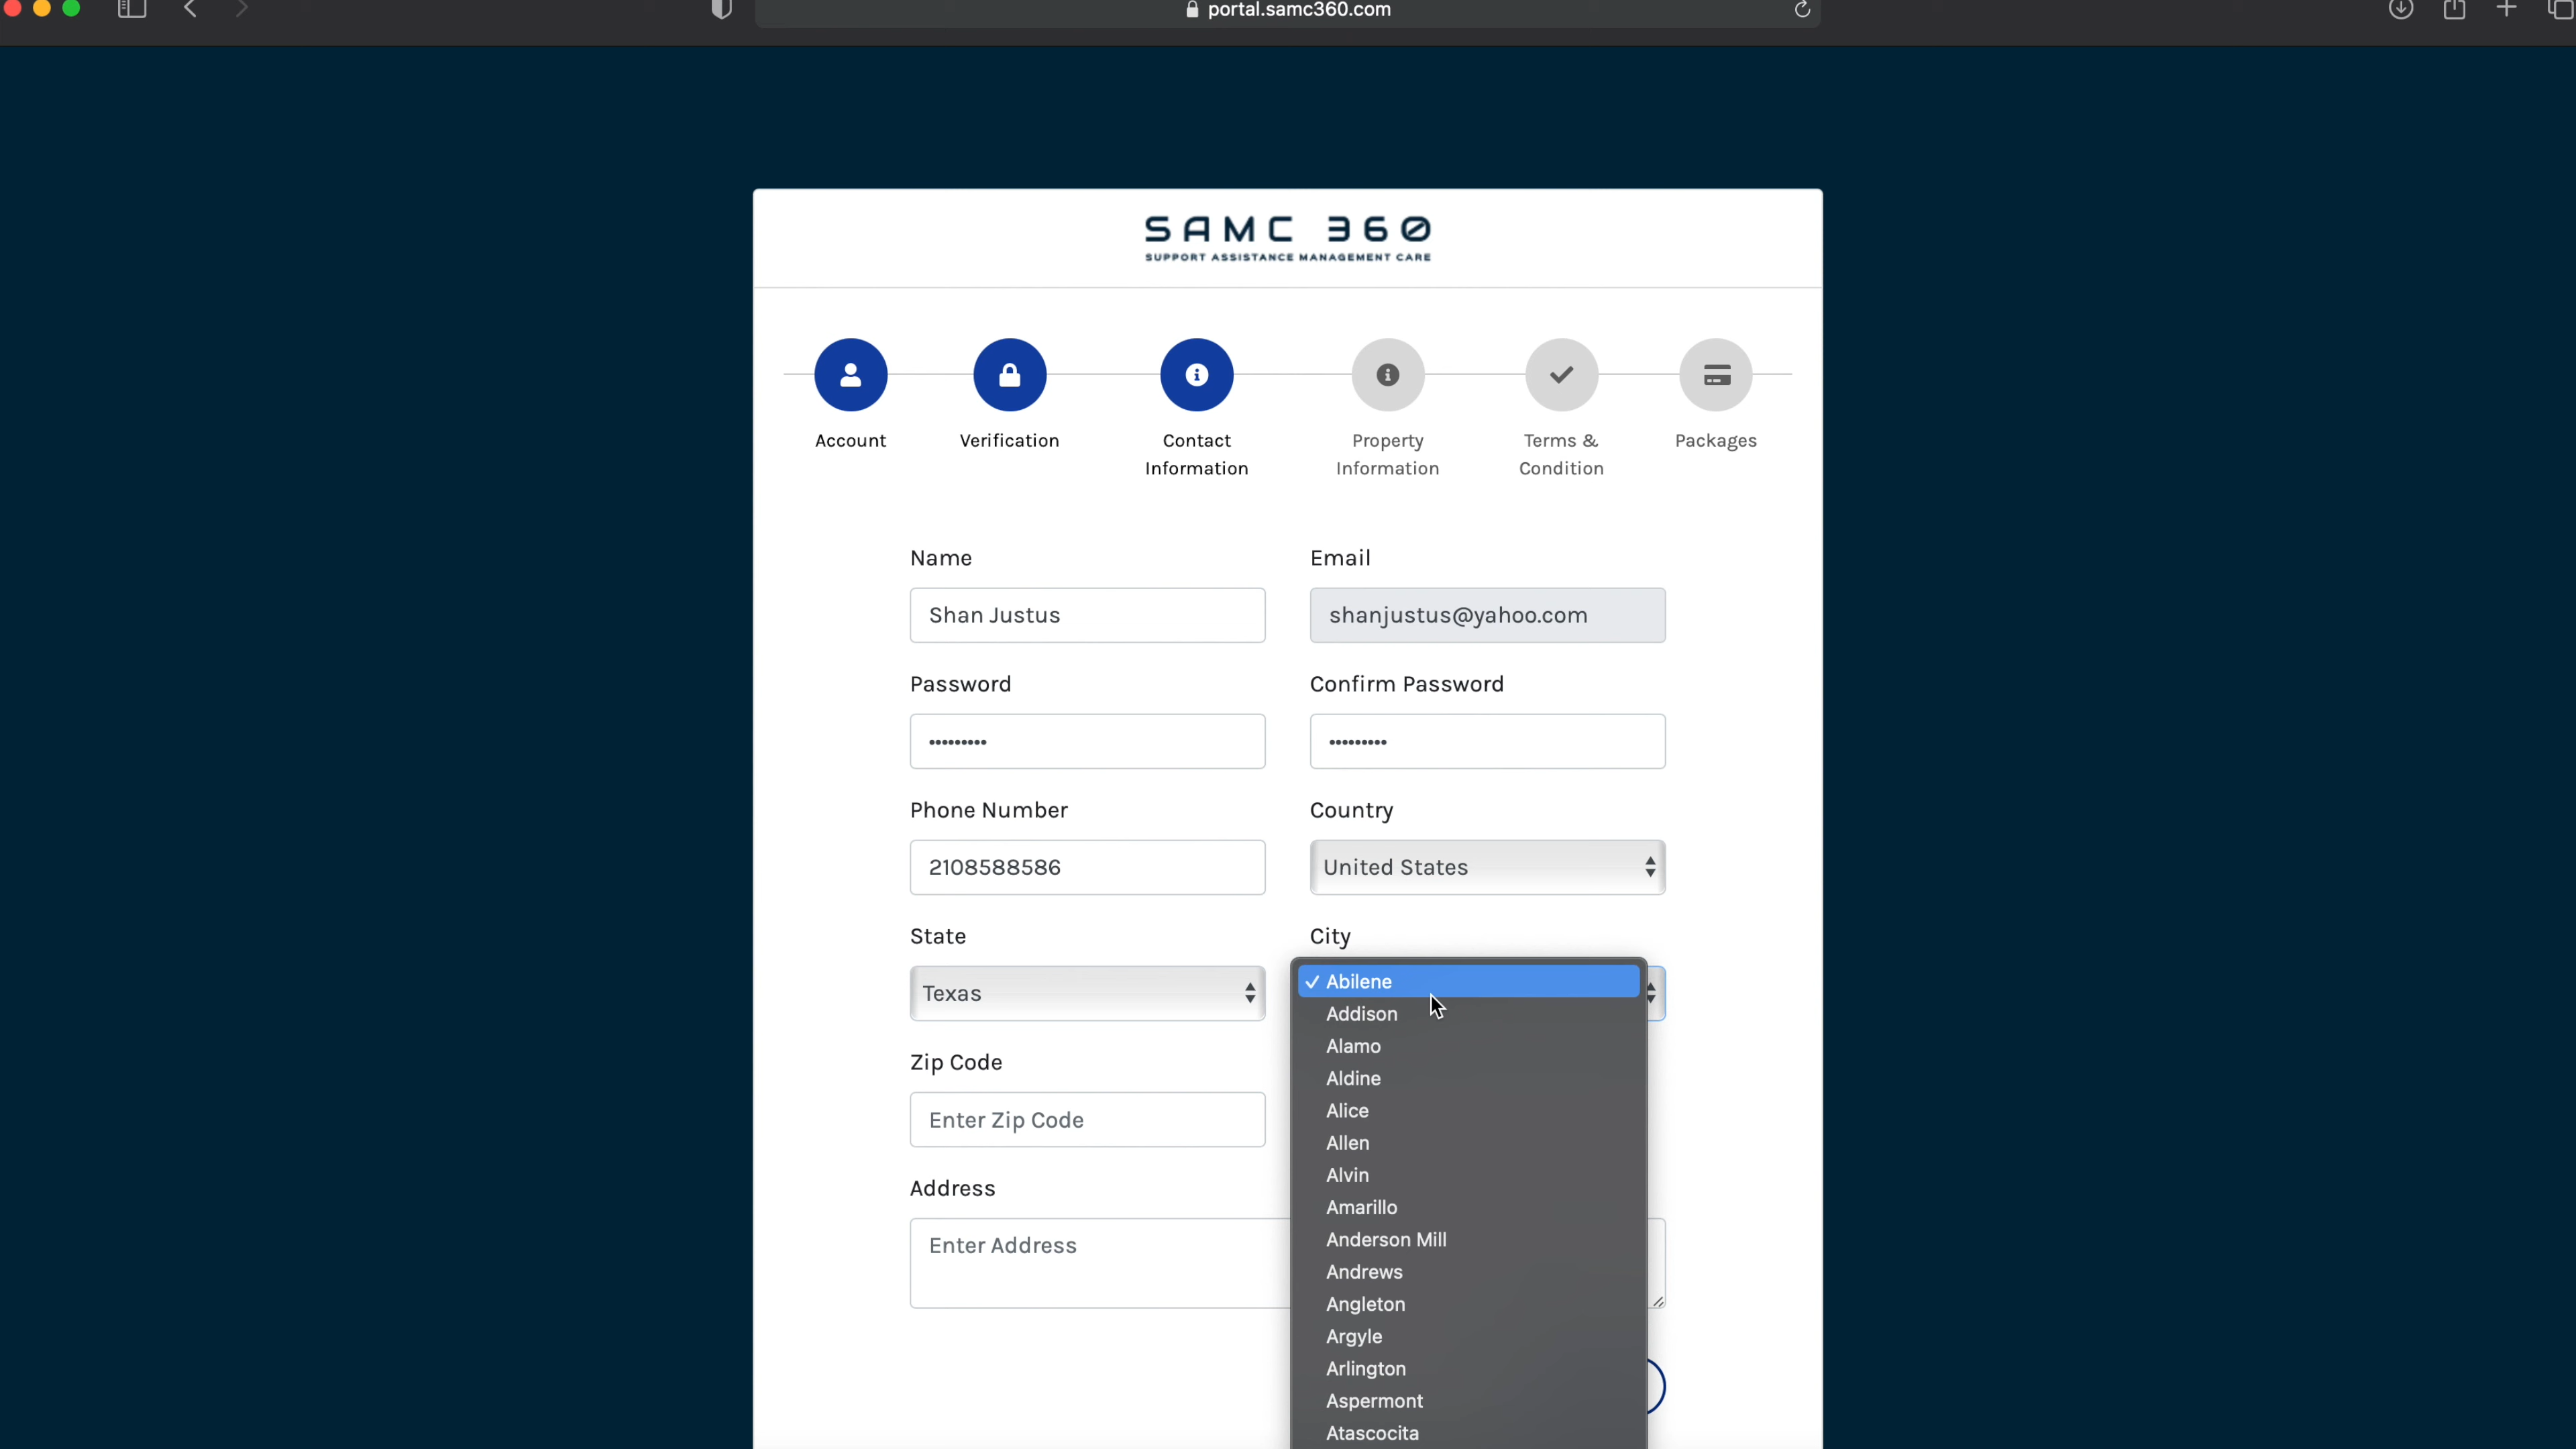 portal.samc360.com
SAMC 360
SUPPORT ASSISTANCE MANAGEMENT CARE
Account
Verification
Contact
Information
Property
Information
Terms &
Condition
Packages
Name
Email
Shan Justus
shanjustus@yahoo.com
Password
Confirm Password
•••••••••
•••••••••
Phone Number
Country
2108588586
United States
State
City
Texas
✓ Abilene
Addison
Alamo
Aldine
Alice
Allen
Alvin
Amarillo
Anderson Mill
Andrews
Angleton
Argyle
Arlington
Aspermont
Atascocita
Zip Code
Enter Zip Code
Address
Enter Address